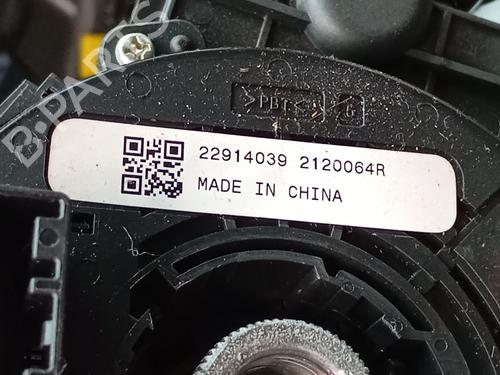 >PBT<
22914039 2120064R
MADE IN CHINA
B-PARTS